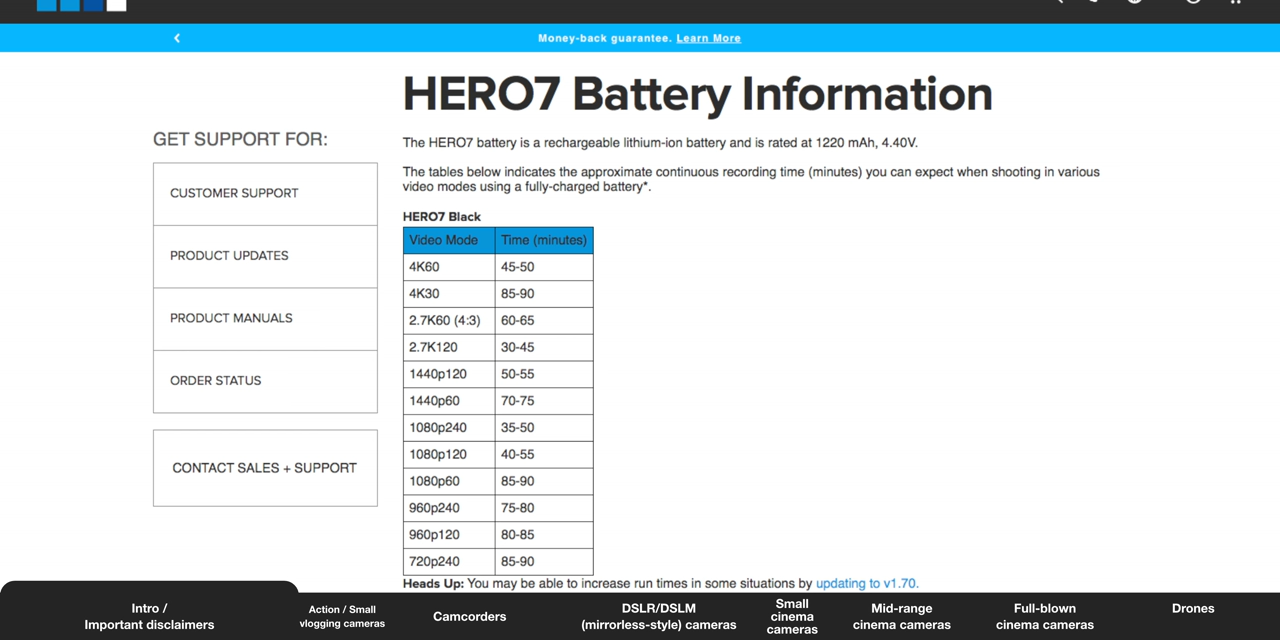 Money-back guarantee. Learn More
HERO7 Battery Information
GET SUPPORT FOR:
CUSTOMER SUPPORT
PRODUCT UPDATES
PRODUCT MANUALS
ORDER STATUS
CONTACT SALES + SUPPORT
The HERO7 battery is a rechargeable lithium-ion battery and is rated at 1220 mAh, 4.40V.
The tables below indicates the approximate continuous recording time (minutes) you can expect when shooting in various
video modes using a fully-charged battery*.
HERO7 Black
Video Mode Time (minutes)
4K60 45-50
4K30 85-90
2.7K60 (4:3) 60-65
2.7K120 30-45
1440p120 50-55
1440p60 70-75
1080p240 35-50
1080p120 40-55
1080p60 85-90
960p240 75-80
960p120 80-85
720p240 85-90
Heads Up: You may be able to increase run times in some situations by updating to v1.70.
Intro /
Important disclaimers
Action / Small
vlogging cameras
Camcorders
DSLR/DSLM
(mirrorless-style) cameras
Small
cinema
cameras
Mid-range
cinema cameras
Full-blown
cinema cameras
Drones